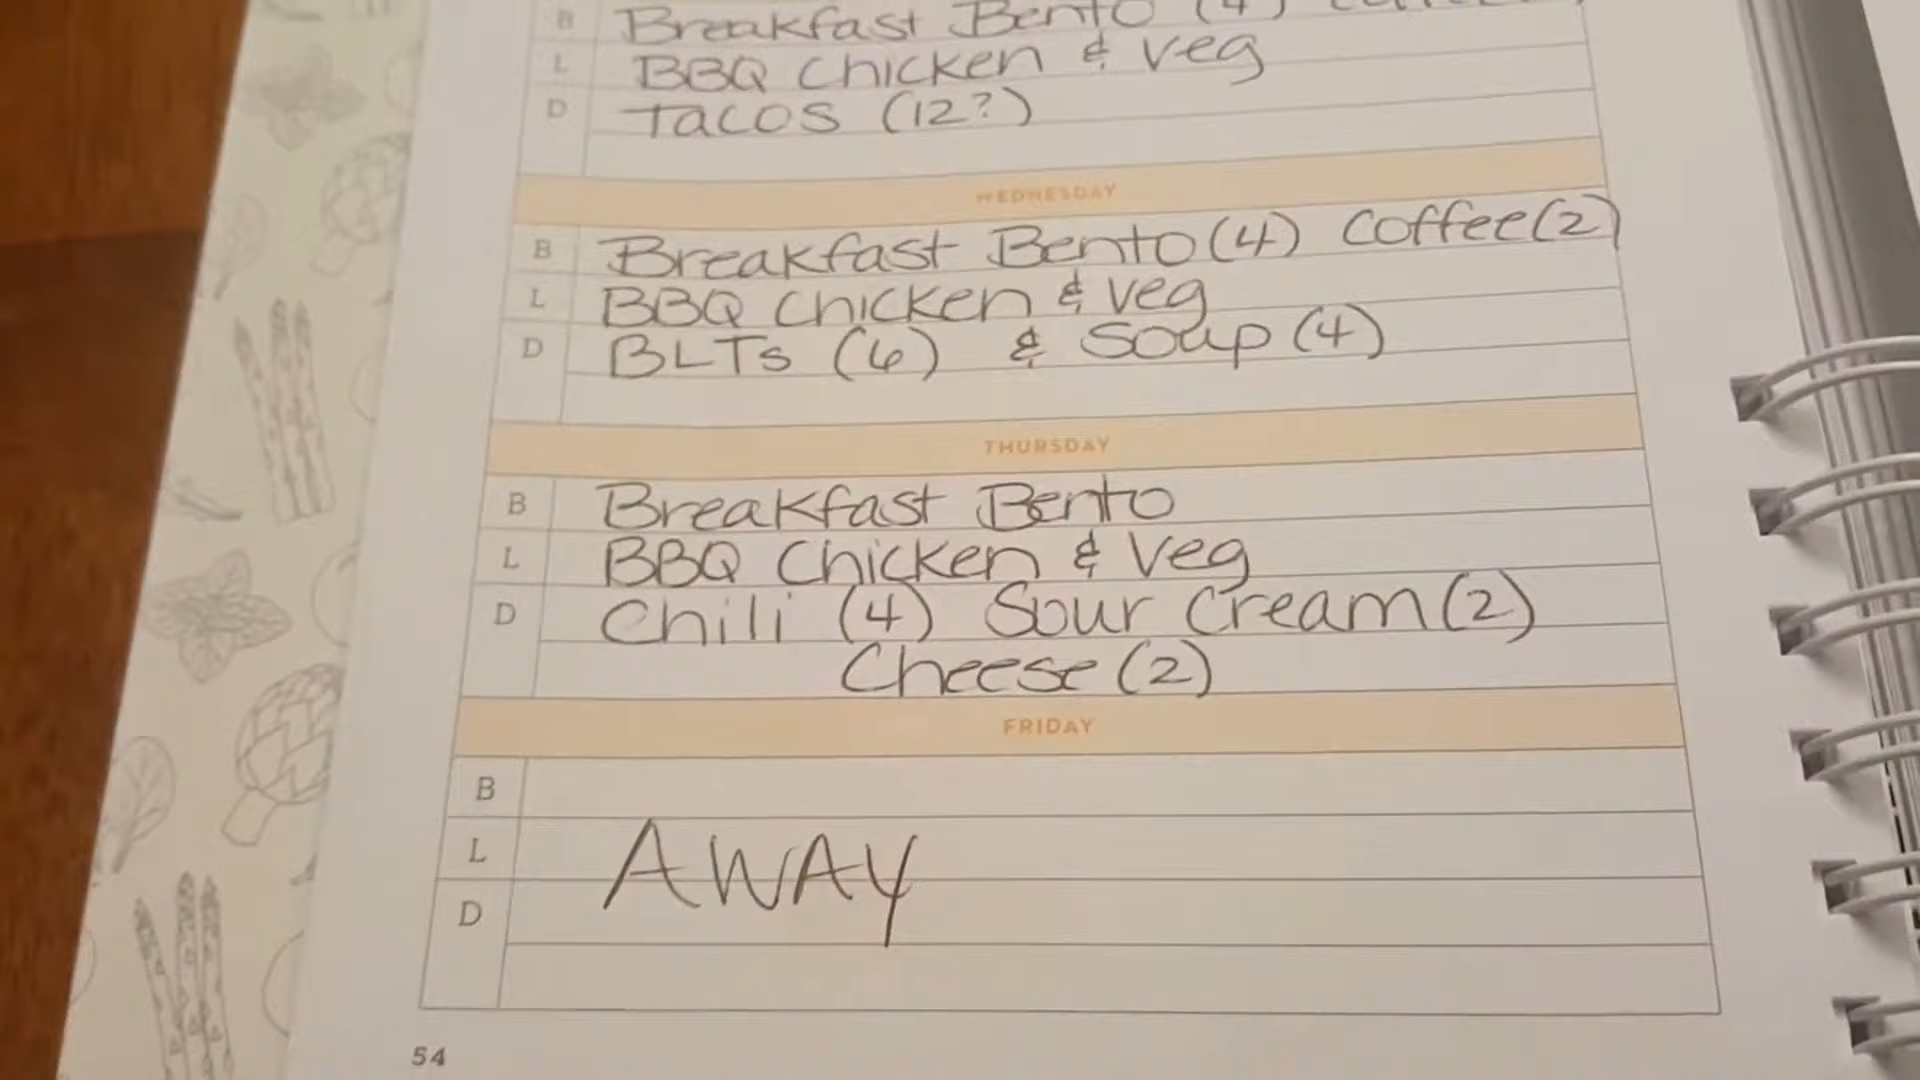 B Breakfast Bento (4)
L BBQ Chicken & Veg
D Tacos (12?)
WEDNESDAY
B Breakfast Bento (4) Coffee (2)
L BBQ Chicken & Veg
D BLTs (6) & Soup (4)
THURSDAY
B Breakfast Bento
L BBQ Chicken & Veg
D Chili (4) Sour Cream (2)
Cheese (2)
FRIDAY
B
L AWAY
D
54